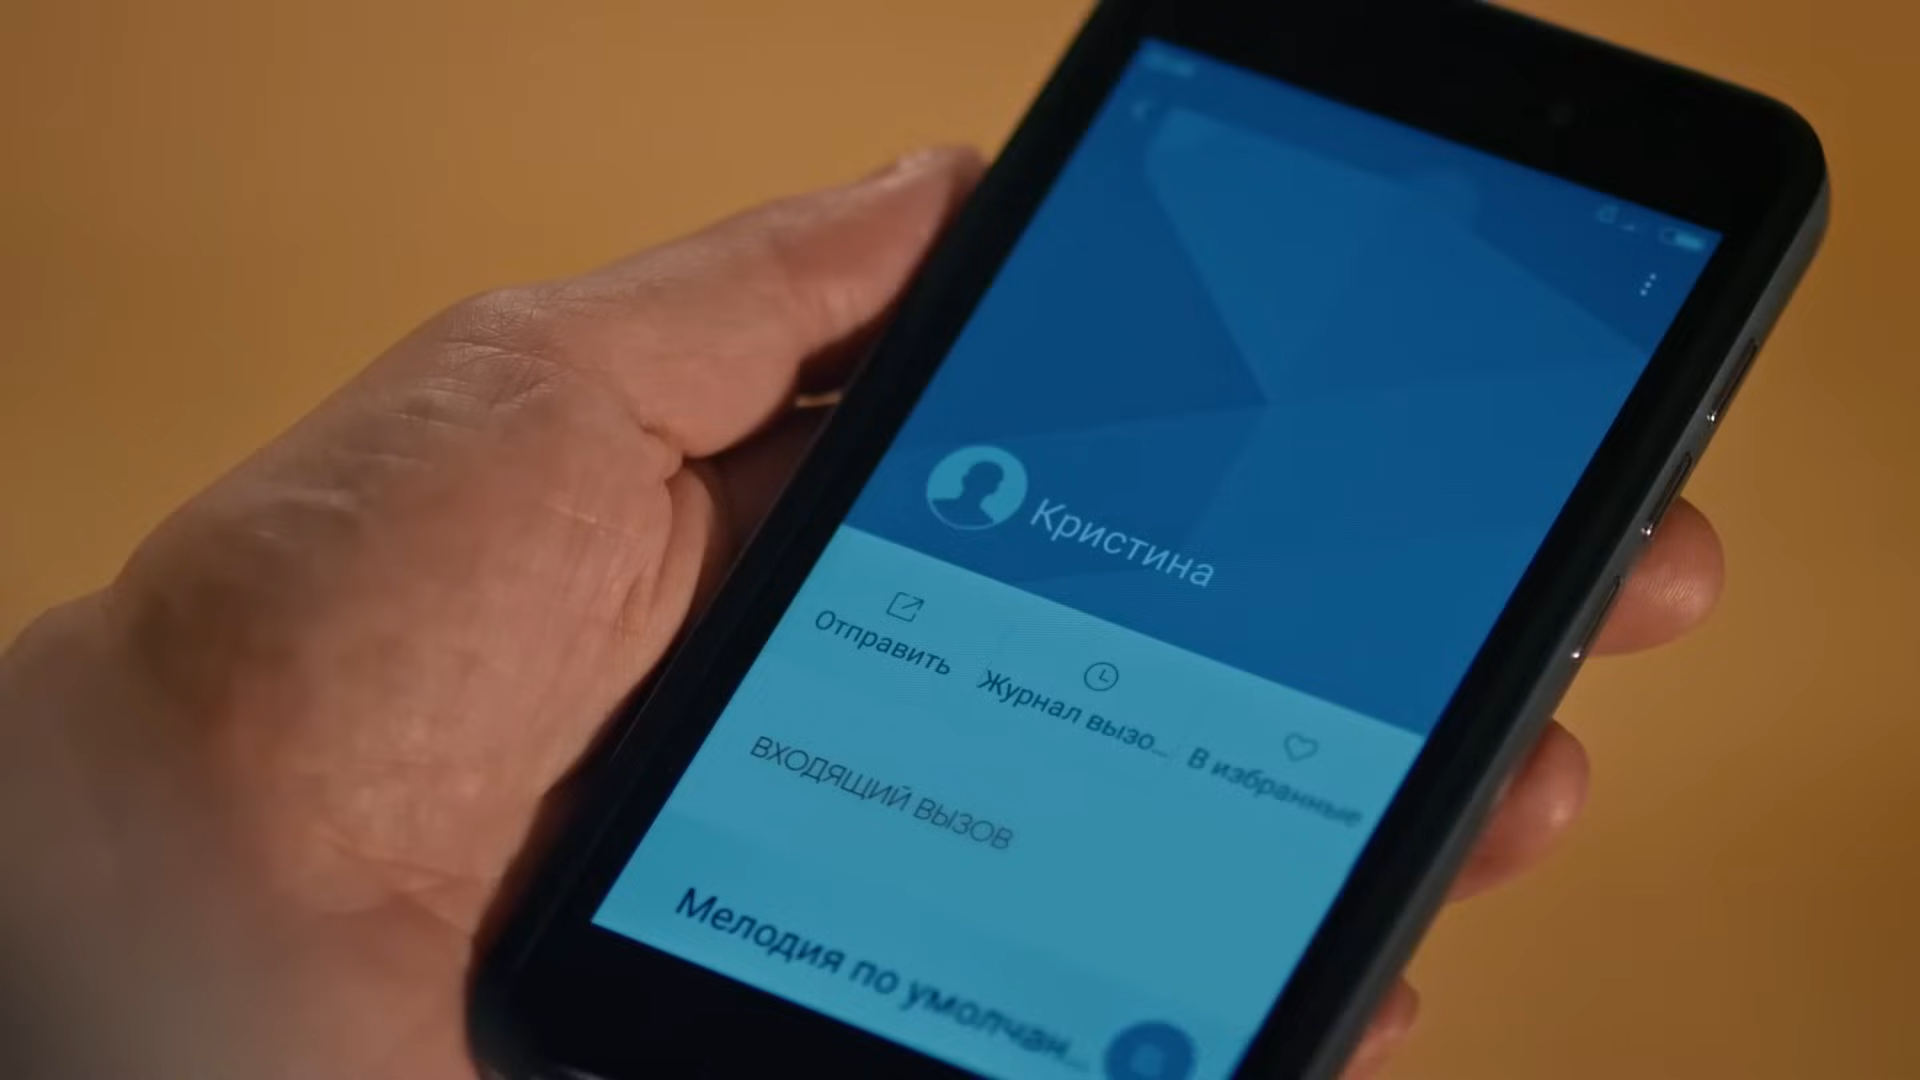 Кристина
Отправить
Журнал вызо...
В избранные
ВХОДЯЩИЙ ВЫЗОВ
Мелодия по умолчан...